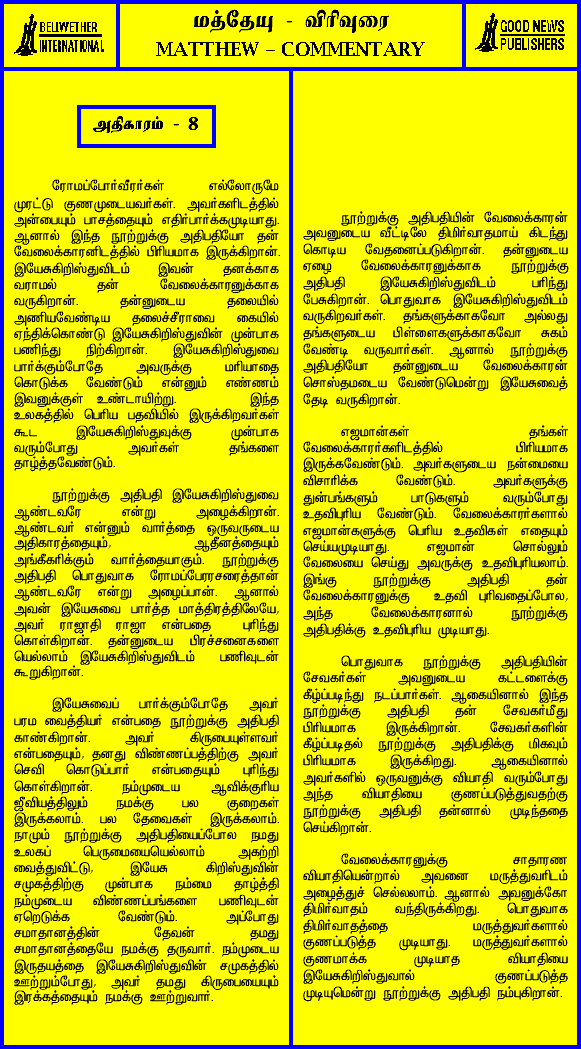 BELLWETHER
INTERNATIONAL
மத்தேயு - விரிவுரை
MATTHEW – COMMENTARY
GOOD NEWS
PUBLISHERS
அதிகாரம் - 8
ரோமப்போர்வீரர்கள் எல்லோருமே
முரட்டு குணமுடையவர்கள். அவர்களிடத்தில்
அன்பையும் பாசத்தையும் எதிர்பார்க்கமுடியாது.
ஆனால் இந்த நூற்றுக்கு அதிபதியோ தன்
வேலைக்காரனிடத்தில் பிரியமாக இருக்கிறான்.
இயேசுகிறிஸ்துவிடம் இவன் தனக்காக
வராமல் தன் வேலைக்காரனுக்காக
வருகிறான். தன்னுடைய தலையில்
அணியவேண்டிய தலைச்சீராவை கையில்
ஏந்திக்கொண்டு இயேசுகிறிஸ்துவின் முன்பாக
பணிந்து நிற்கிறான். இயேசுகிறிஸ்துவை
பார்க்கும்போதே அவருக்கு மரியாதை
கொடுக்க வேண்டும் என்னும் எண்ணம்
இவனுக்குள் உண்டாயிற்று. இந்த
உலகத்தில் பெரிய பதவியில் இருக்கிறவர்கள்
கூட இயேசுகிறிஸ்துவுக்கு முன்பாக
வரும்போது அவர்கள் தங்களை
தாழ்த்தவேண்டும்.
நூற்றுக்கு அதிபதி இயேசுகிறிஸ்துவை
ஆண்டவரே என்று அழைக்கிறான்.
ஆண்டவர் என்னும் வார்த்தை ஒருவருடைய
அதிகாரத்தையும், ஆதீனத்தையும்
அங்கீகரிக்கும் வார்த்தையாகும். நூற்றுக்கு
அதிபதி பொதுவாக ரோமப்பேரரசரைத்தான்
ஆண்டவரே என்று அழைப்பான். ஆனால்
அவன் இயேசுவை பார்த்த மாத்திரத்திலேயே,
அவர் ராஜாதி ராஜா என்பதை புரிந்து
கொள்கிறான். தன்னுடைய பிரச்சனைகளை
யெல்லாம் இயேசுகிறிஸ்துவிடம் பணிவுடன்
கூறுகிறான்.
இயேசுவைப் பார்க்கும்போதே அவர்
பரம வைத்தியர் என்பதை நூற்றுக்கு அதிபதி
காண்கிறான். அவர் கிருபையுள்ளவர்
என்பதையும், தனது விண்ணப்பத்திற்கு அவர்
செவி கொடுப்பார் என்பதையும் புரிந்து
கொள்கிறான். நம்முடைய ஆவிக்குரிய
ஜீவியத்திலும் நமக்கு பல குறைகள்
இருக்கலாம். பல தேவைகள் இருக்கலாம்.
நாமும் நூற்றுக்கு அதிபதியைப்போல நமது
உலகப் பெருமையையெல்லாம் அகற்றி
வைத்துவிட்டு, இயேசு கிறிஸ்துவின்
சமுகத்திற்கு முன்பாக நம்மை தாழ்த்தி
நம்முடைய விண்ணப்பங்களை பணிவுடன்
ஏறெடுக்க வேண்டும். அப்போது
சமாதானத்தின் தேவன் தமது
சமாதானத்தையே நமக்கு தருவார். நம்முடைய
இருதயத்தை இயேசுகிறிஸ்துவின் சமுகத்தில்
ஊற்றும்போது, அவர் தமது கிருபையையும்
இரக்கத்தையும் நமக்கு ஊற்றுவார்.
நூற்றுக்கு அதிபதியின் வேலைக்காரன்
அவனுடைய வீட்டிலே திமிர்வாதமாய் கிடந்து
கொடிய வேதனைப்படுகிறான். தன்னுடைய
ஏழை வேலைக்காரனுக்காக நூற்றுக்கு
அதிபதி இயேசுகிறிஸ்துவிடம் பரிந்து
பேசுகிறான். பொதுவாக இயேசுகிறிஸ்துவிடம்
வருகிறவர்கள். தங்களுக்காகவோ அல்லது
தங்களுடைய பிள்ளைகளுக்காகவோ சுகம்
வேண்டி வருவார்கள். ஆனால் நூற்றுக்கு
அதிபதியோ தன்னுடைய வேலைக்காரன்
சொஸ்தமடைய வேண்டுமென்று இயேசுவைத்
தேடி வருகிறான்.
எஜமான்கள் தங்கள்
வேலைக்காரர்களிடத்தில் பிரியமாக
இருக்கவேண்டும். அவர்களுடைய நன்மையை
விசாரிக்க வேண்டும். அவர்களுக்கு
துன்பங்களும் பாடுகளும் வரும்போது
உதவிபுரிய வேண்டும். வேலைக்காரர்களால்
எஜமான்களுக்கு பெரிய உதவிகள் எதையும்
செய்யமுடியாது. எஜமான் சொல்லும்
வேலையை செய்து அவருக்கு உதவிபுரியலாம்.
இங்கு நூற்றுக்கு அதிபதி தன்
வேலைக்காரனுக்கு உதவி புரிவதைப்போல,
அந்த வேலைக்காரனால் நூற்றுக்கு
அதிபதிக்கு உதவிபுரிய முடியாது.
பொதுவாக நூற்றுக்கு அதிபதியின்
சேவகர்கள் அவனுடைய கட்டளைக்கு
கீழ்ப்படிந்து நடப்பார்கள். ஆகையினால் இந்த
நூற்றுக்கு அதிபதி தன் சேவகர்மீது
பிரியமாக இருக்கிறான். சேவகர்களின்
கீழ்ப்படிதல் நூற்றுக்கு அதிபதிக்கு மிகவும்
பிரியமாக இருக்கிறது. ஆகையினால்
அவர்களில் ஒருவனுக்கு வியாதி வரும்போது
அந்த வியாதியை குணப்படுத்துவதற்கு
நூற்றுக்கு அதிபதி தன்னால் முடிந்ததை
செய்கிறான்.
வேலைக்காரனுக்கு சாதாரண
வியாதியென்றால் அவனை மருத்துவரிடம்
அழைத்துச் செல்லலாம். ஆனால் அவனுக்கோ
திமிர்வாதம் வந்திருக்கிறது. பொதுவாக
திமிர்வாதத்தை மருத்துவர்களால்
குணப்படுத்த முடியாது. மருத்துவர்களால்
குணமாக்க முடியாத வியாதியை
இயேசுகிறிஸ்துவால் குணப்படுத்த
முடியுமென்று நூற்றுக்கு அதிபதி நம்புகிறான்.